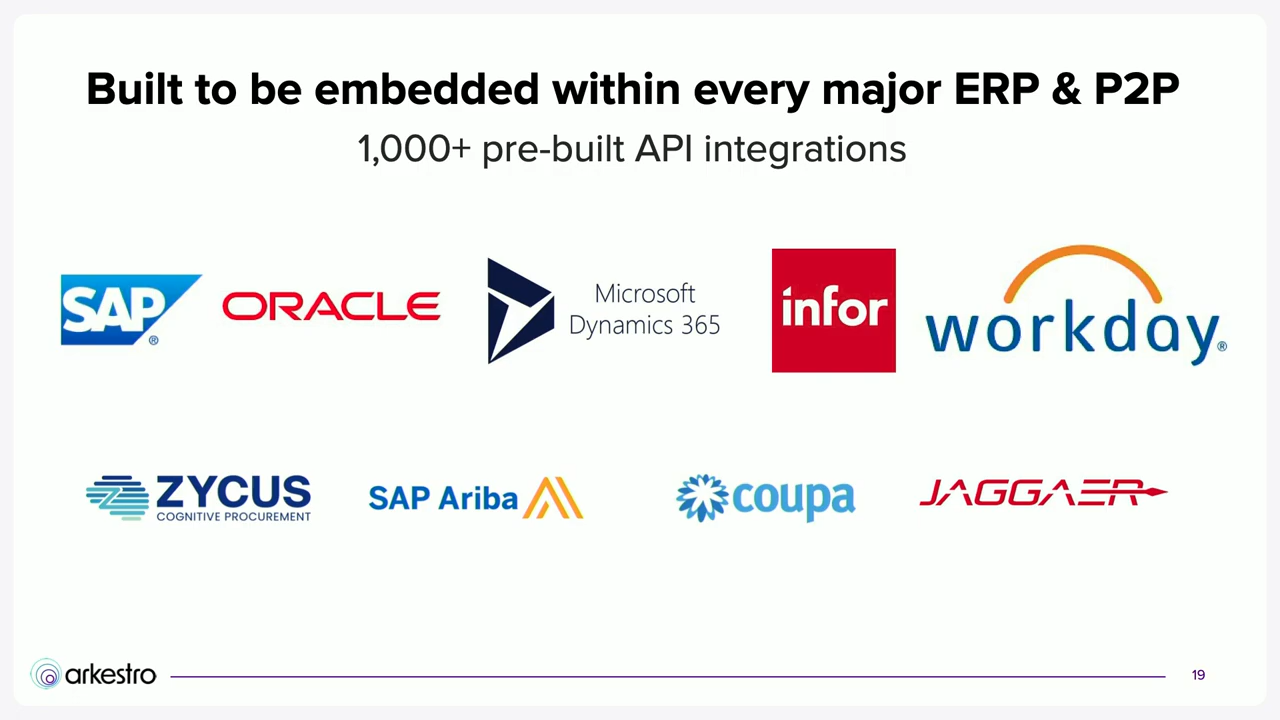 Built to be embedded within every major ERP & P2P
1,000+ pre-built API integrations
SAP®
ORACLE
Microsoft
Dynamics 365
infor
workday®
ZYCUS
COGNITIVE PROCUREMENT
SAP Ariba
coupa
JAGGAER
arkestro
19